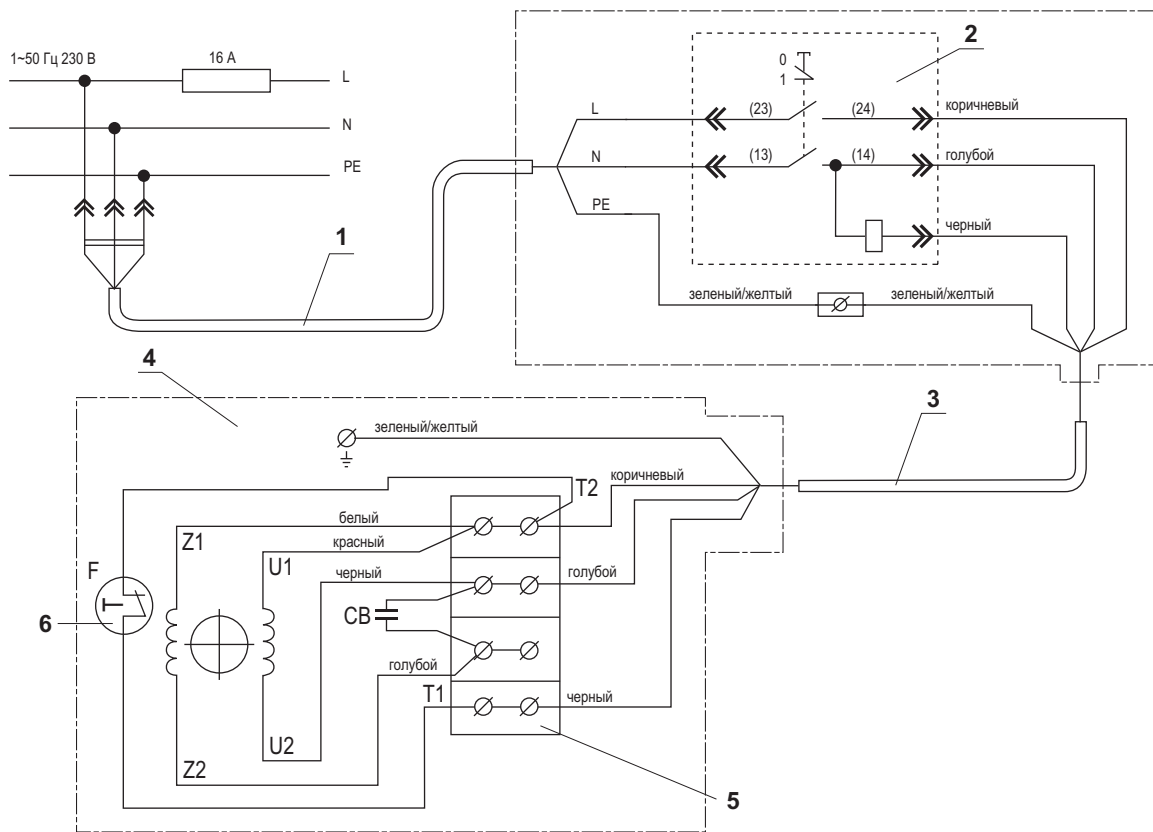 1~50 Гц 230 В
16 А
L
N
PE
1
2
0
1
L
(23)
(24)
коричневый
N
(13)
(14)
голубой
PE
черный
зеленый/желтый
зеленый/желтый
4
3
зеленый/желтый
коричневый
T2
белый
Z1
красный
U1
F
черный
голубой
6
CB
голубой
T1
черный
U2
Z2
5